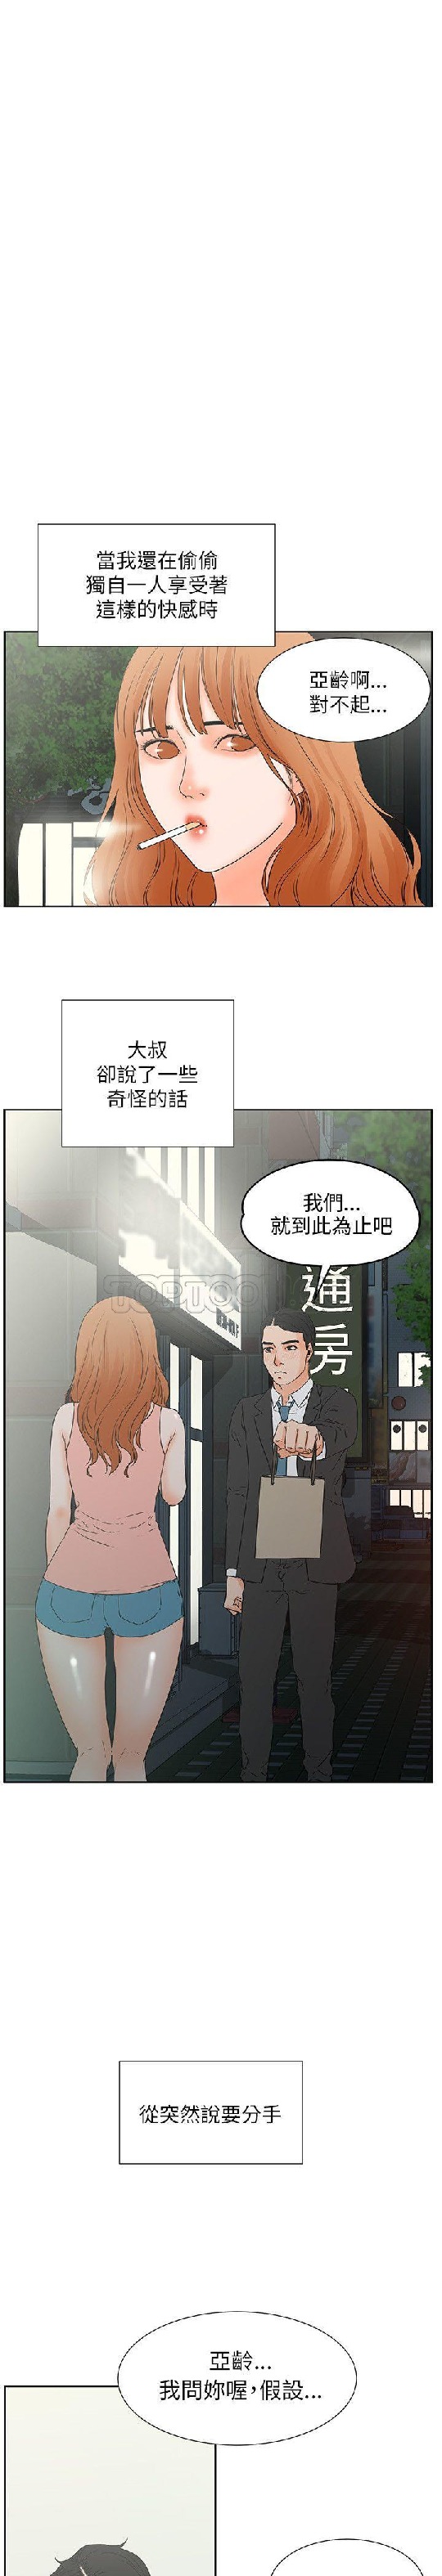 當我還在偷偷
獨自一人享受著
這樣的快感時
亞齡啊...
對不起...
大叔
卻說了一些
奇怪的話
我們...
就到此為止吧
通
房
TOPTOON
從突然說要分手
亞齡...
我問妳喔，假設...